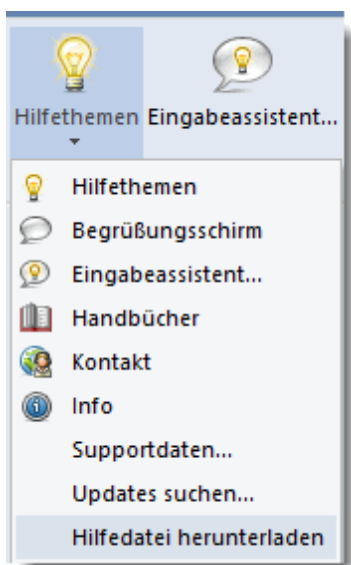 Hilfethemen Eingabeassistent...
Hilfethemen
Begrüßungsschirm
Eingabeassistent...
Handbücher
Kontakt
Info
Supportdaten...
Updates suchen...
Hilfedatei herunterladen